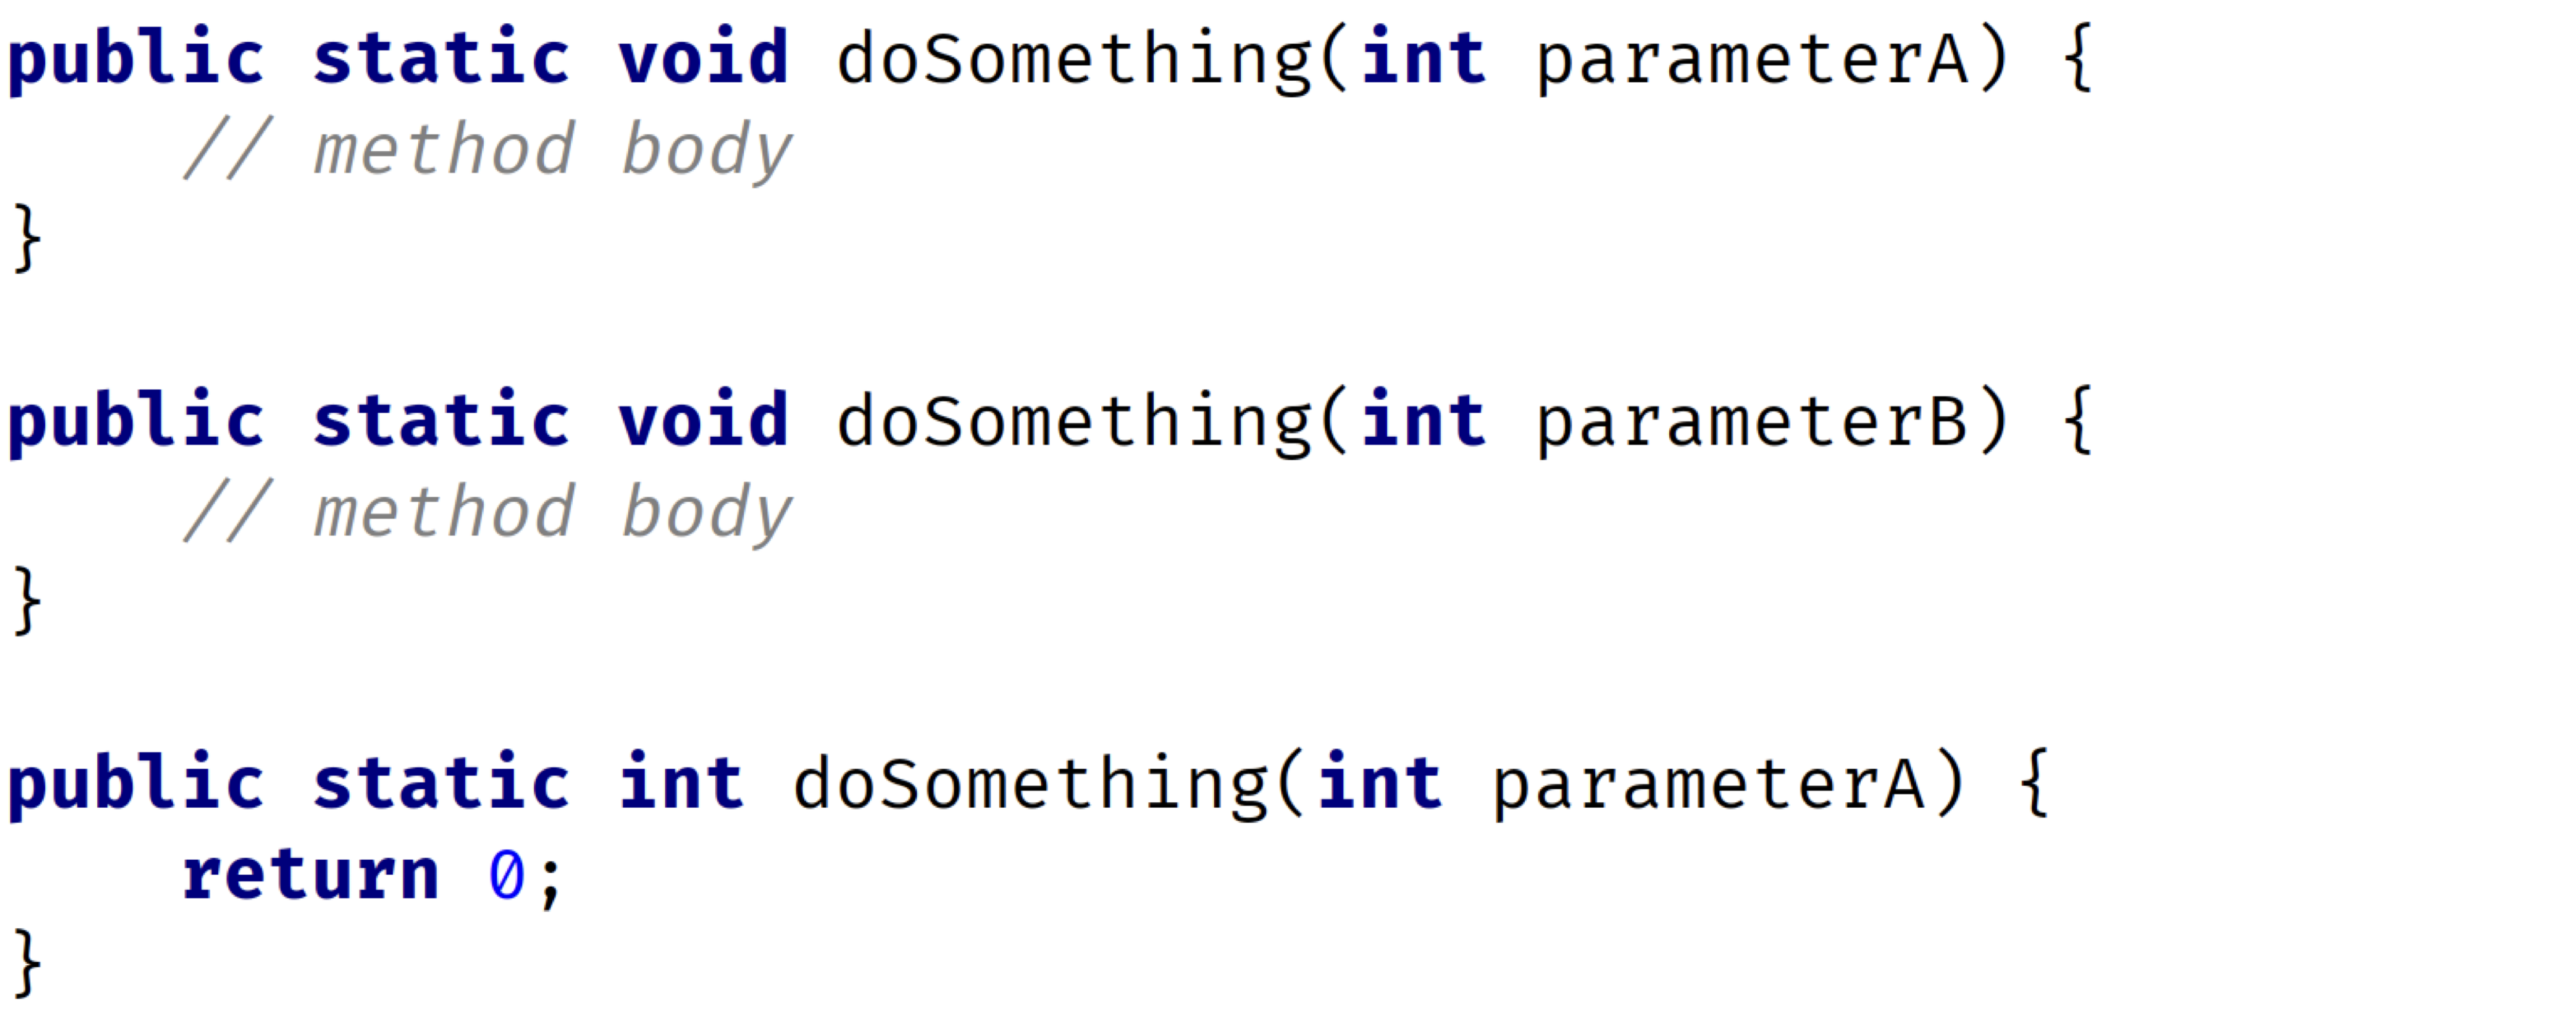 public static void doSomething(int parameterA) {
    // method body
}

public static void doSomething(int parameterB) {
    // method body
}

public static int doSomething(int parameterA) {
    return 0;
}